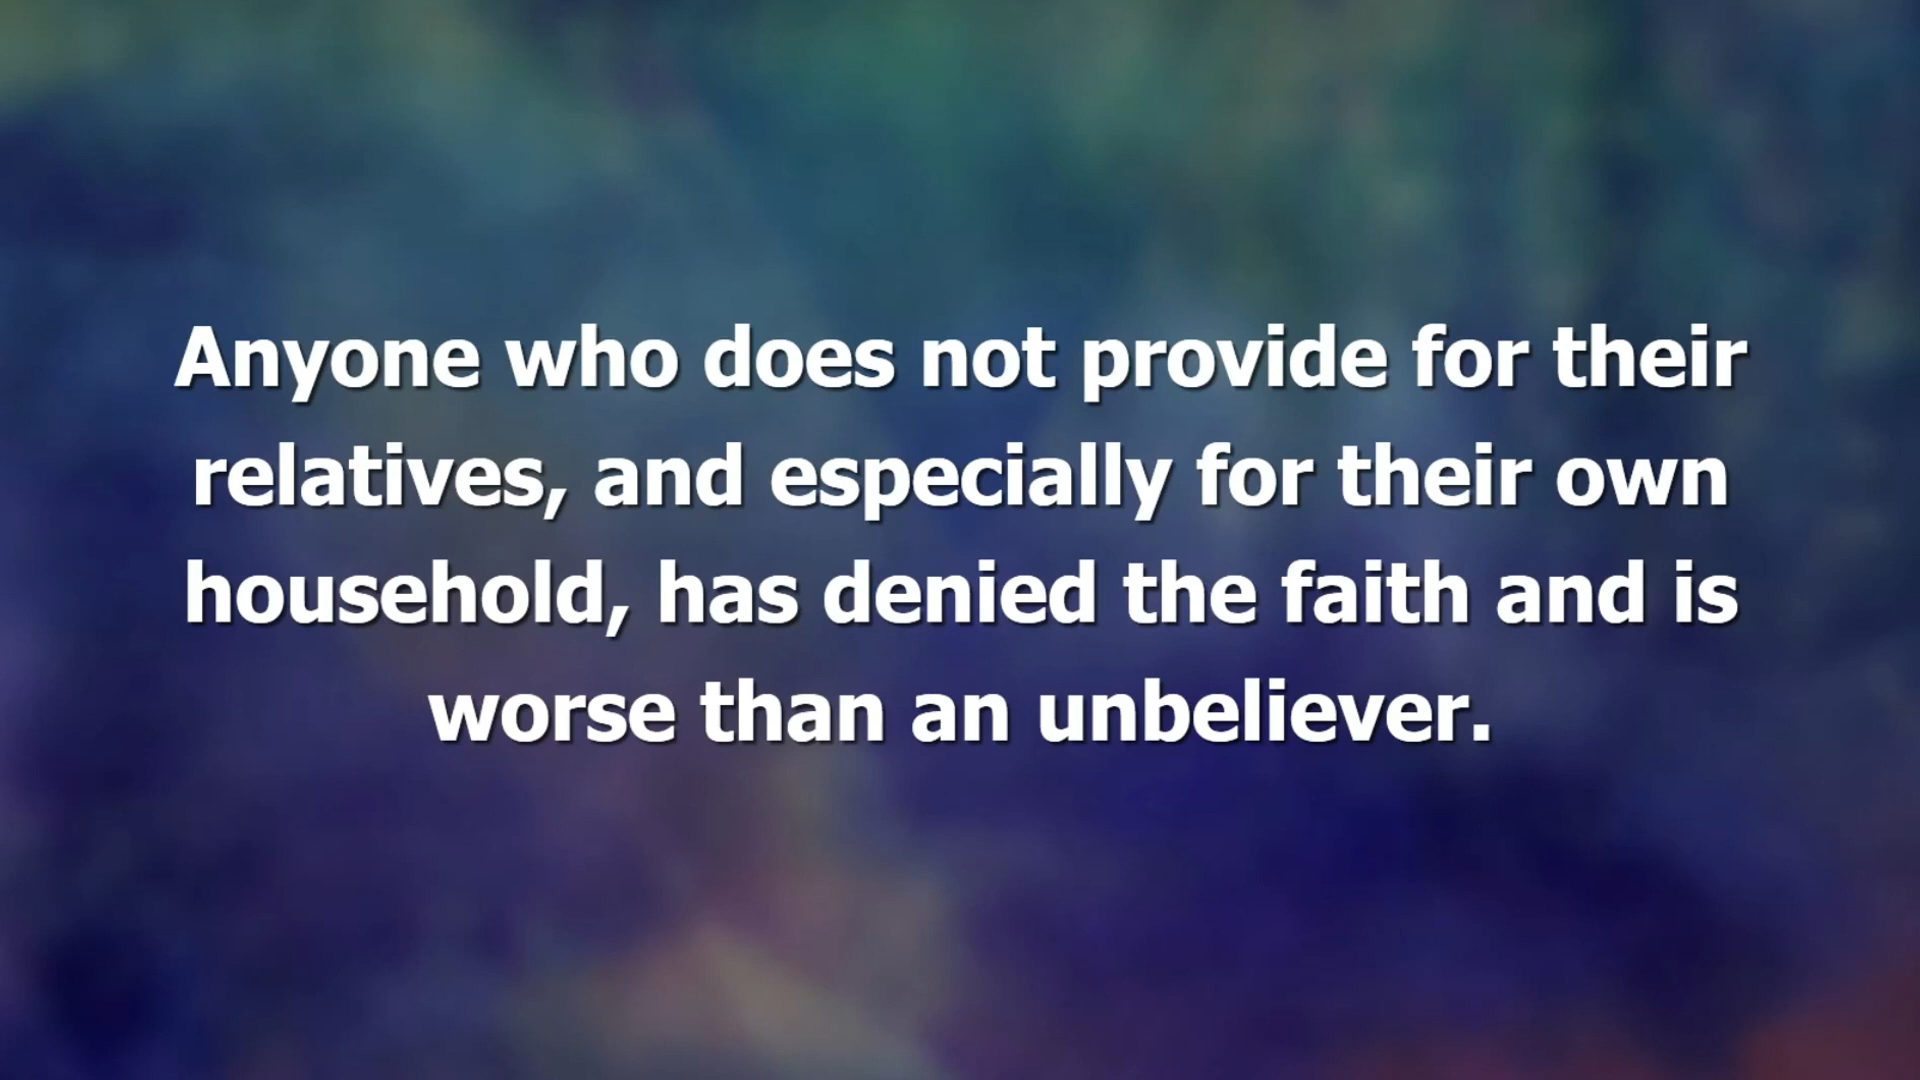 Anyone who does not provide for their
relatives, and especially for their own
household, has denied the faith and is
worse than an unbeliever.